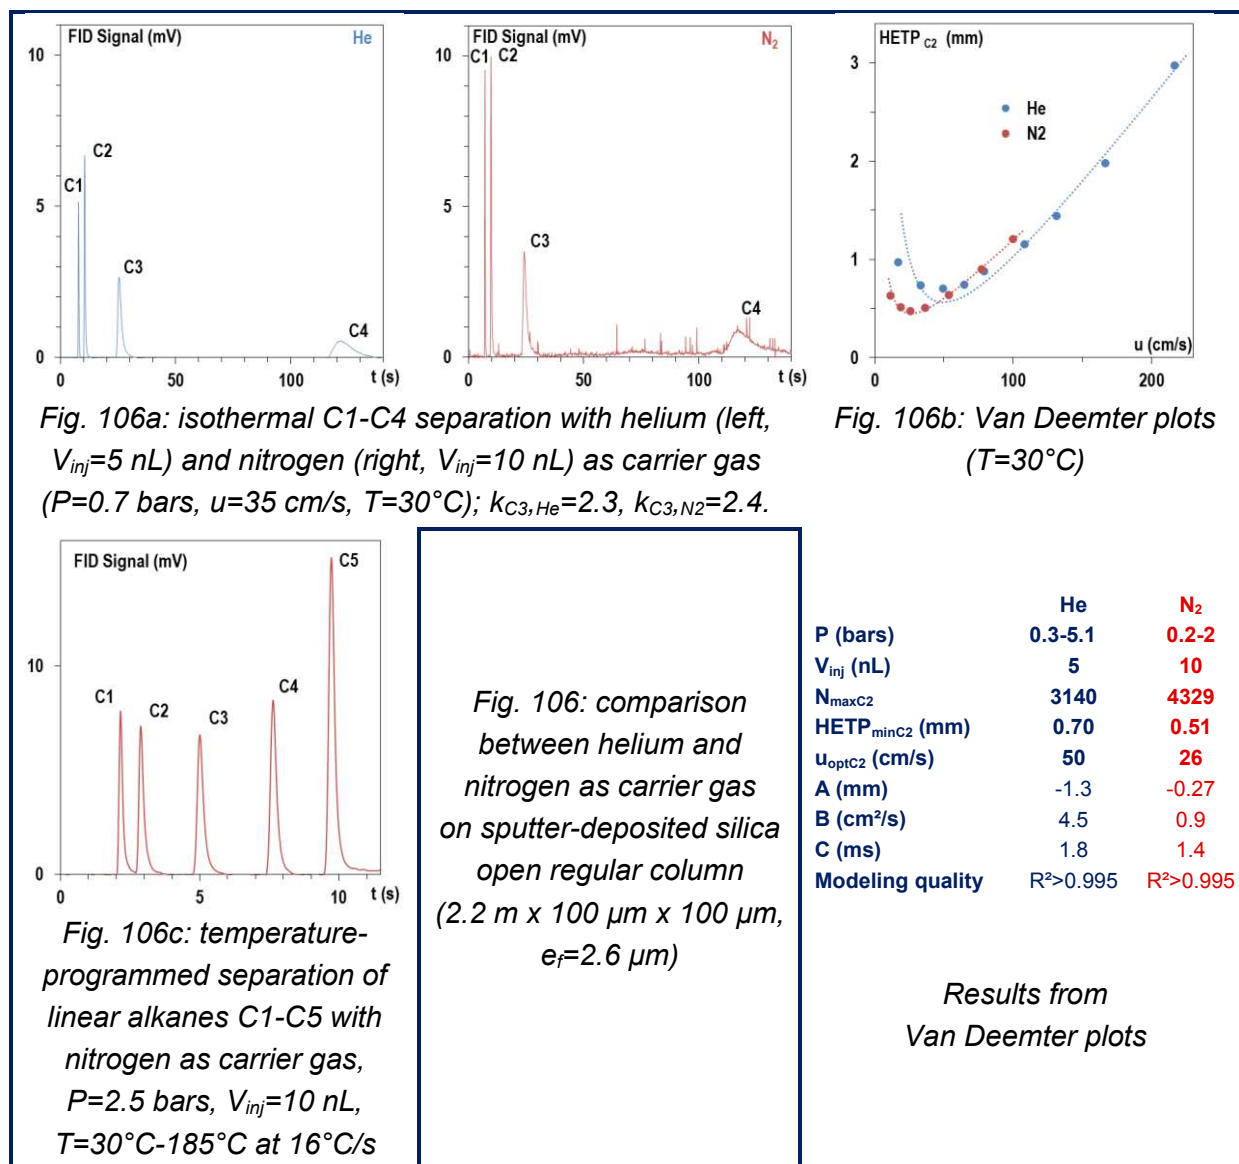 FID Signal (mV)
He
10
5
0
C1
C2
C3
C4
0
50
100
t (s)
FID Signal (mV)
N₂
10
5
0
C1
C2
C3
C4
0
50
100
t (s)
HETP C2 (mm)
3
2
1
0
He
N2
u (cm/s)
0
100
200
Fig. 106a: isothermal C1-C4 separation with helium (left,
Vinj=5 nL) and nitrogen (right, Vinj=10 nL) as carrier gas
(P=0.7 bars, u=35 cm/s, T=30°C); kC3,He=2.3, kC3,N2=2.4.
Fig. 106b: Van Deemter plots
(T=30°C)
FID Signal (mV)
10
0
C1
C2
C3
C4
C5
0
5
10
t (s)
Fig. 106c: temperature-
programmed separation of
linear alkanes C1-C5 with
nitrogen as carrier gas,
P=2.5 bars, Vinj=10 nL,
T=30°C-185°C at 16°C/s
Fig. 106: comparison
between helium and
nitrogen as carrier gas
on sputter-deposited silica
open regular column
(2.2 m x 100 µm x 100 µm,
ef=2.6 µm)
He N₂
P (bars) 0.3-5.1 0.2-2
Vinj (nL) 5 10
NmaxC2 3140 4329
HETPminC2 (mm) 0.70 0.51
uoptC2 (cm/s) 50 26
A (mm) -1.3 -0.27
B (cm²/s) 4.5 0.9
C (ms) 1.8 1.4
Modeling quality R²>0.995 R²>0.995
Results from
Van Deemter plots